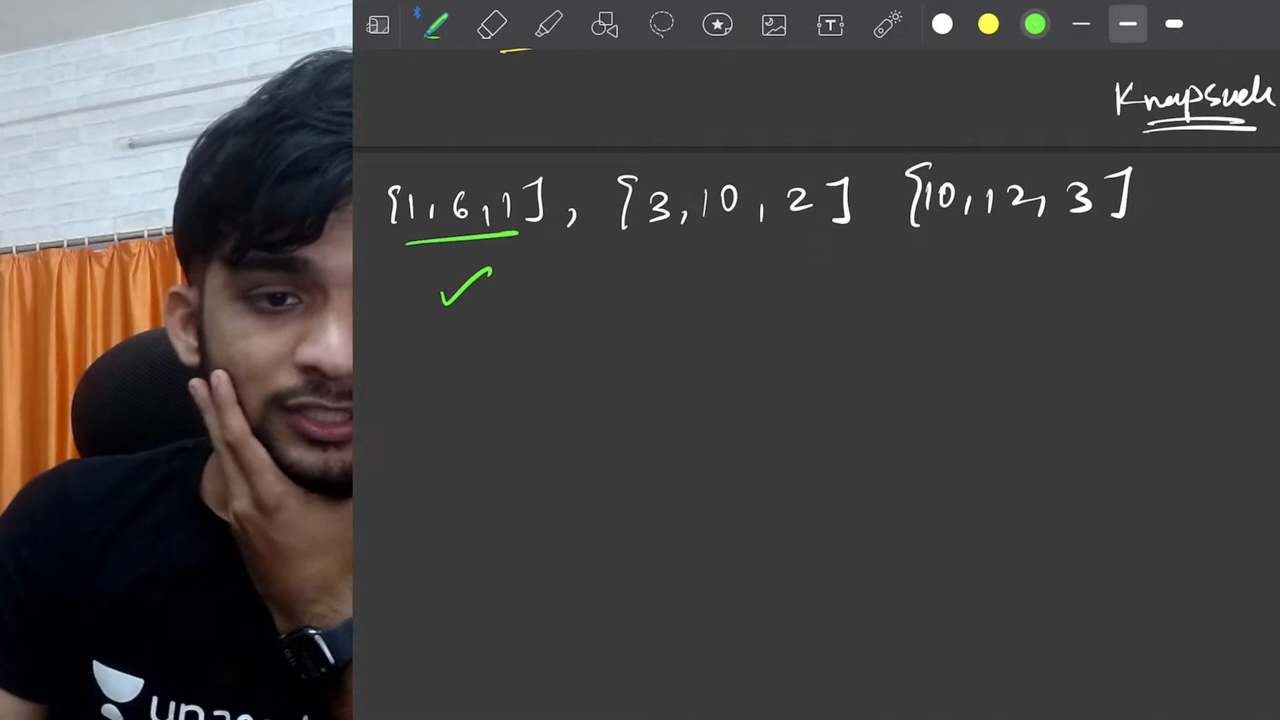 Knapsack
[1, 6, 1], [3, 10, 2] [10, 12, 3]